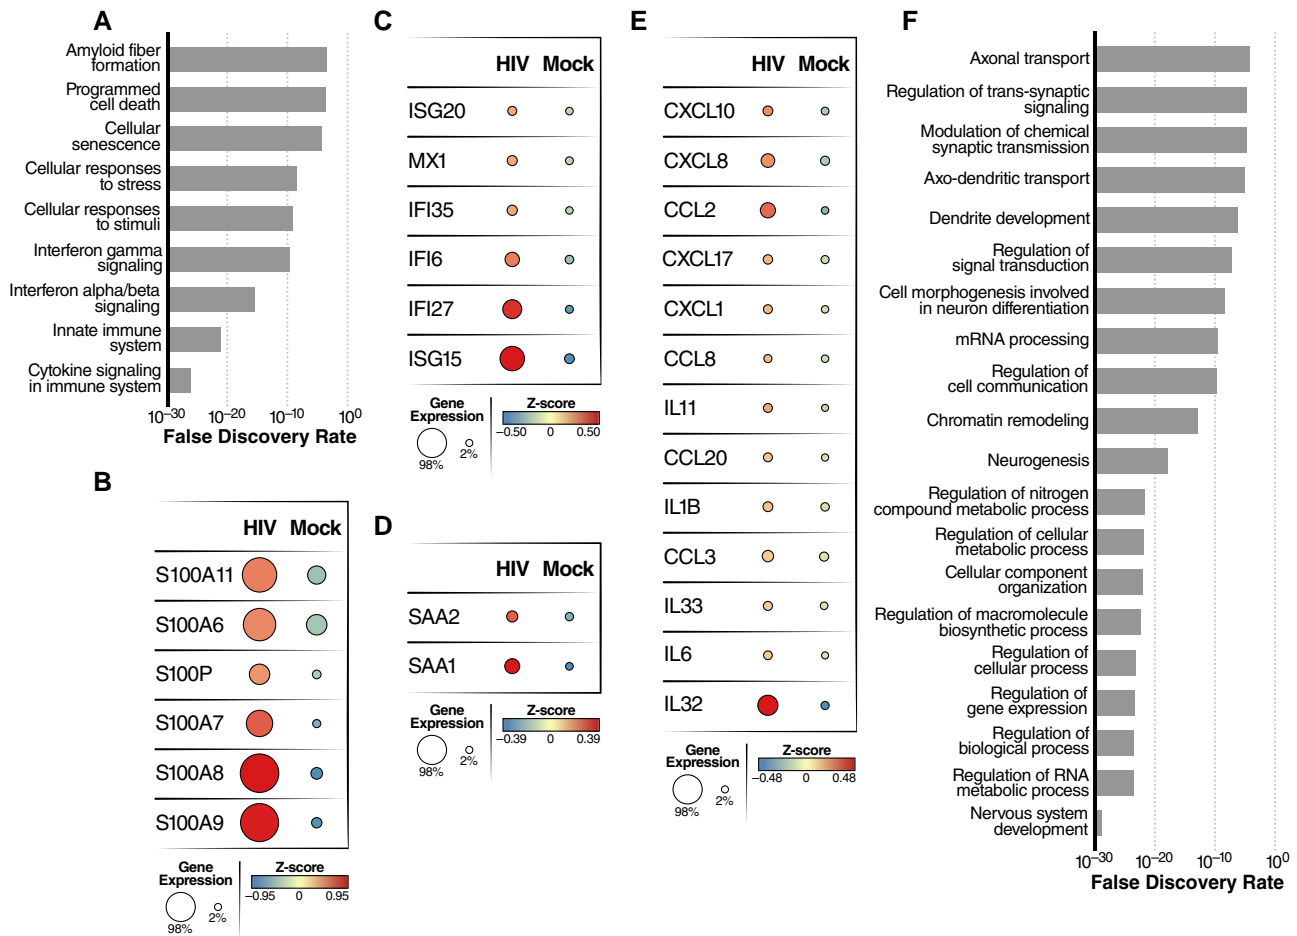 A
Amyloid fiber
formation
Programmed
cell death
Cellular
senescence
Cellular responses
to stress
Cellular responses
to stimuli
Interferon gamma
signaling
Interferon alpha/beta
signaling
Innate immune
system
Cytokine signaling
in immune system
10⁻³⁰ 10⁻²⁰ 10⁻¹⁰ 10⁰
False Discovery Rate
B
HIV Mock
S100A11
S100A6
S100P
S100A7
S100A8
S100A9
Gene
Expression
98%
2%
Z-score
−0.95 0 0.95
C
HIV Mock
ISG20
MX1
IFI35
IFI6
IFI27
ISG15
Gene
Expression
98%
2%
Z-score
−0.50 0 0.50
D
HIV Mock
SAA2
SAA1
Gene
Expression
98%
2%
Z-score
−0.39 0 0.39
E
HIV Mock
CXCL10
CXCL8
CCL2
CXCL17
CXCL1
CCL8
IL11
CCL20
IL1B
CCL3
IL33
IL6
IL32
Gene
Expression
98%
2%
Z-score
−0.48 0 0.48
F
Axonal transport
Regulation of trans-synaptic
signaling
Modulation of chemical
synaptic transmission
Axo-dendritic transport
Dendrite development
Regulation of
signal transduction
Cell morphogenesis involved
in neuron differentiation
mRNA processing
Regulation of
cell communication
Chromatin remodeling
Neurogenesis
Regulation of nitrogen
compound metabolic process
Regulation of cellular
metabolic process
Cellular component
organization
Regulation of macromolecule
biosynthetic process
Regulation of
cellular process
Regulation of
gene expression
Regulation of
biological process
Regulation of RNA
metabolic process
Nervous system
development
10⁻³⁰ 10⁻²⁰ 10⁻¹⁰ 10⁰
False Discovery Rate